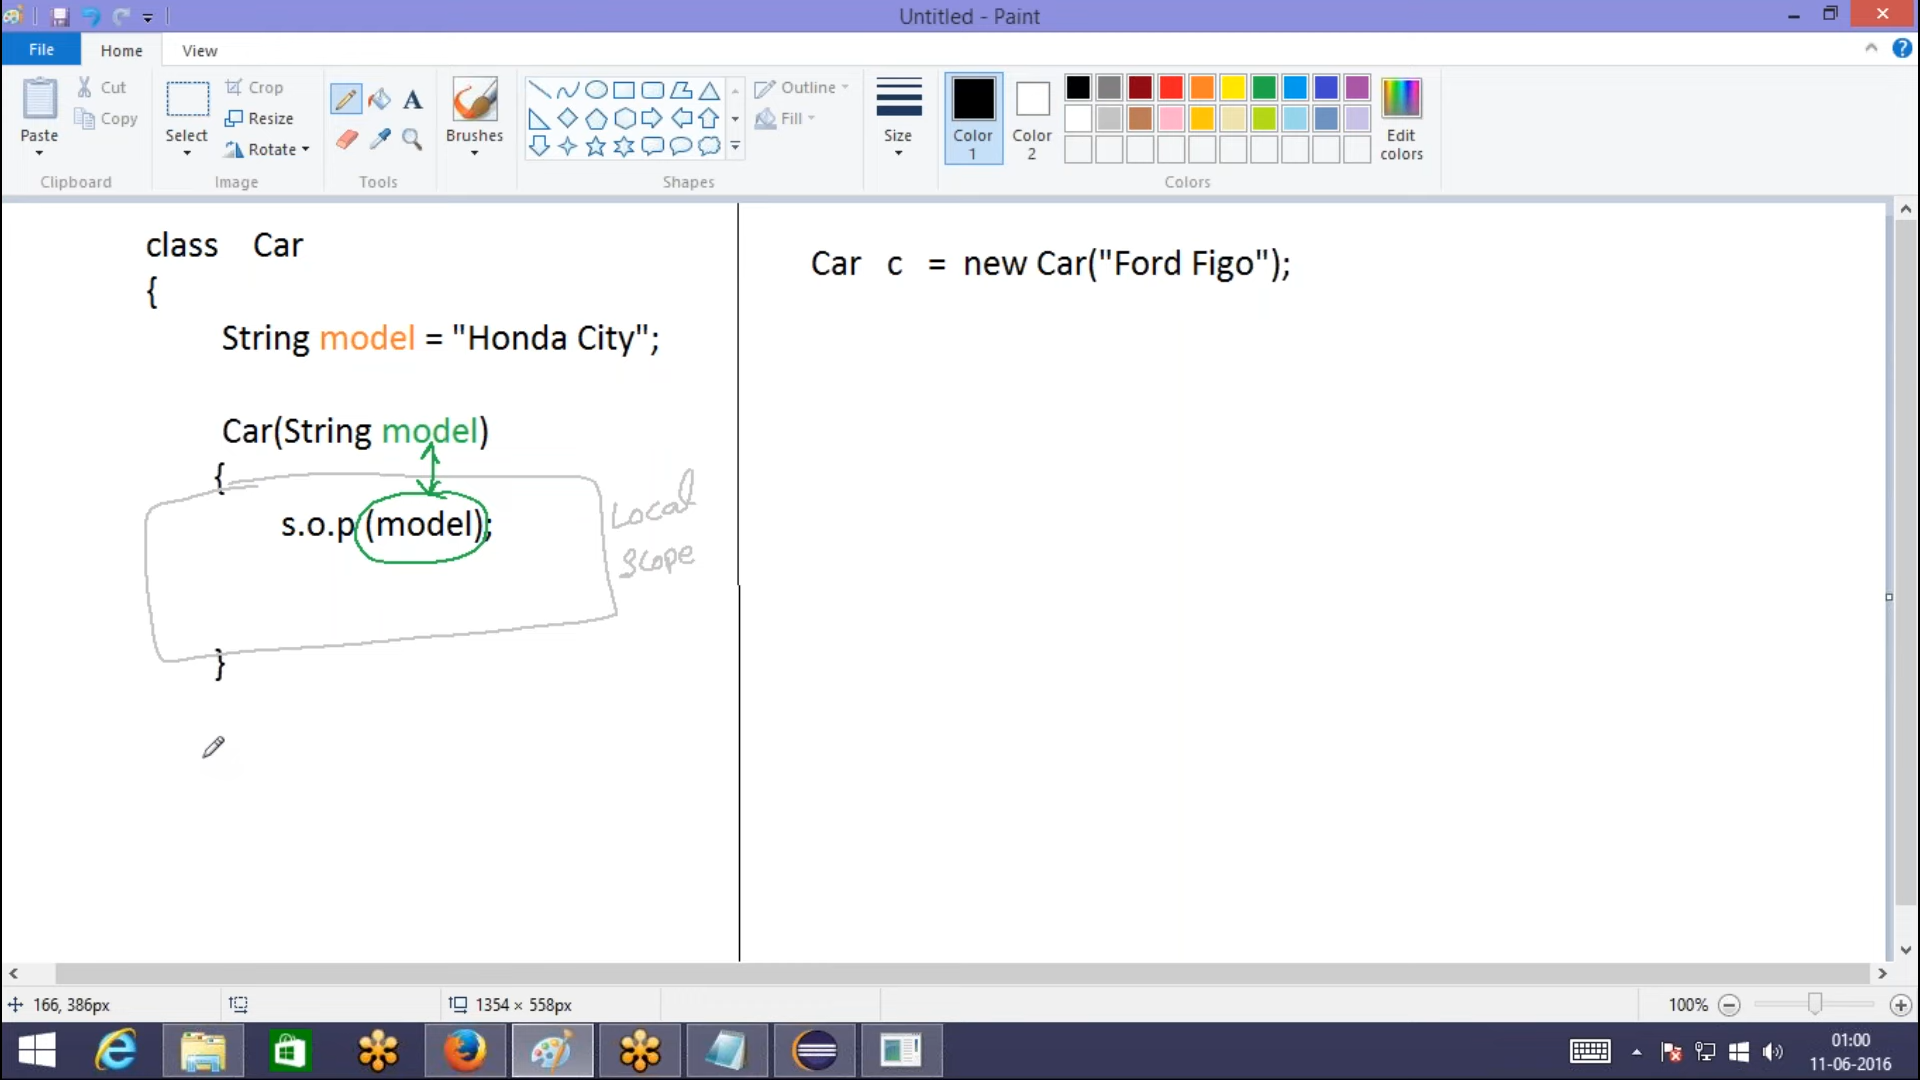 Untitled - Paint
File Home View
Paste Cut Copy Clipboard
Select Crop Resize Rotate Image
Tools
Brushes
Shapes
Outline Fill
Size
Color 1
Color 2
Edit colors
Colors
class Car
{
String model = "Honda City";
Car(String model)
{
s.o.p (model);
}
Local
scope
Car c = new Car("Ford Figo");
166, 386px
1354 × 558px
100%
01:00
11-06-2016